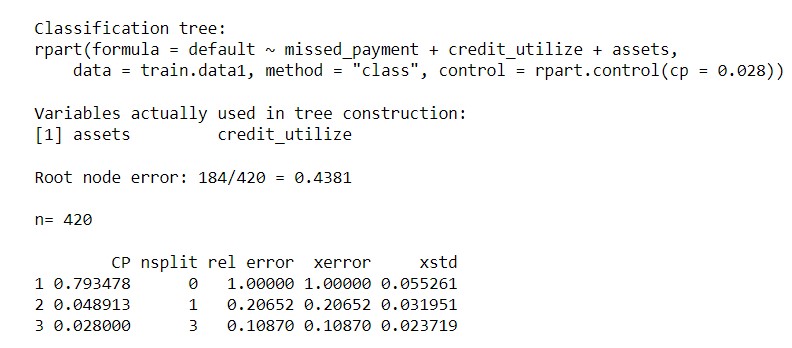 Classification tree:
rpart(formula = default ~ missed_payment + credit_utilize + assets,
    data = train.data1, method = "class", control = rpart.control(cp = 0.028))
Variables actually used in tree construction:
[1] assets         credit_utilize
Root node error: 184/420 = 0.4381
n= 420
        CP nsplit rel error  xerror     xstd
1 0.793478      0   1.00000 1.00000 0.055261
2 0.048913      1   0.20652 0.20652 0.031951
3 0.028000      3   0.10870 0.10870 0.023719